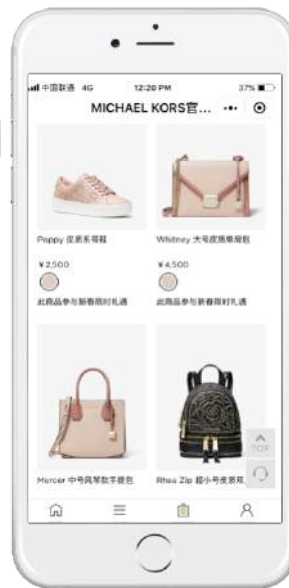 中国联通 4G 12:20 PM 37%
MICHAEL KORS官...
Poppy 皮质系带鞋
Whitney 大号皮质单肩包
¥2,500
¥4,500
此商品参与新春限时礼遇
此商品参与新春限时礼遇
TOP
Mercer 中号风琴款手提包
Rhea Zip 超小号皮质双